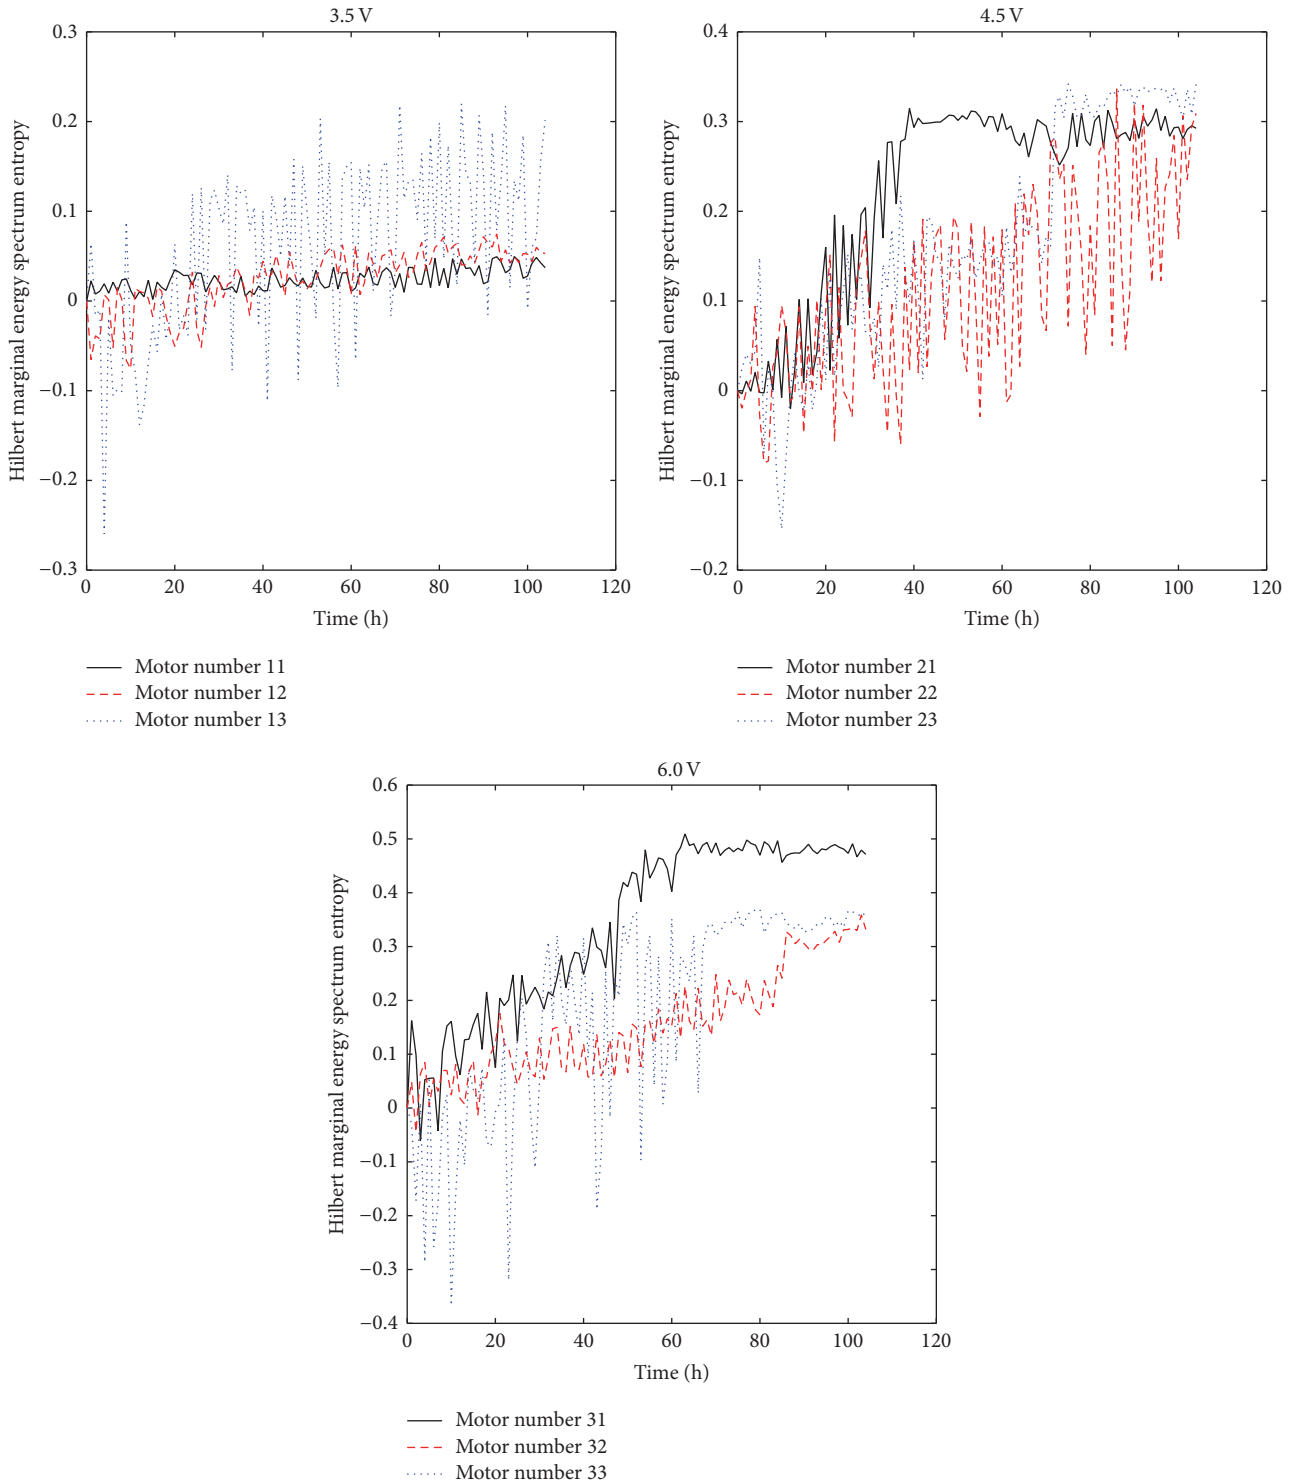 3.5 V
0.3
0.2
0.1
0
−0.1
−0.2
−0.3
Hilbert marginal energy spectrum entropy
0 20 40 60 80 100 120
Time (h)
Motor number 11
Motor number 12
Motor number 13
4.5 V
0.4
0.3
0.2
0.1
0
−0.1
−0.2
Hilbert marginal energy spectrum entropy
0 20 40 60 80 100 120
Time (h)
Motor number 21
Motor number 22
Motor number 23
6.0 V
0.6
0.5
0.4
0.3
0.2
0.1
0
−0.1
−0.2
−0.3
−0.4
Hilbert marginal energy spectrum entropy
0 20 40 60 80 100 120
Time (h)
Motor number 31
Motor number 32
Motor number 33